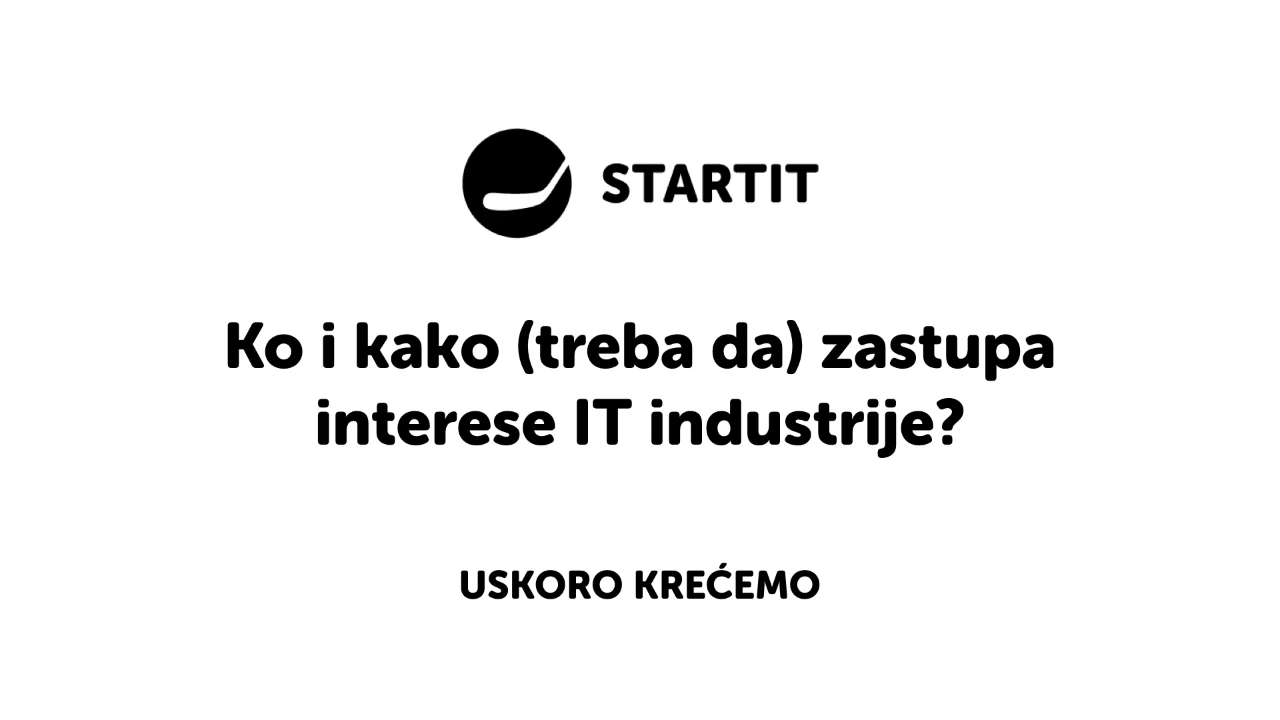 STARTIT
Ko i kako (treba da) zastupa
interese IT industrije?
USKORO KREĆEMO